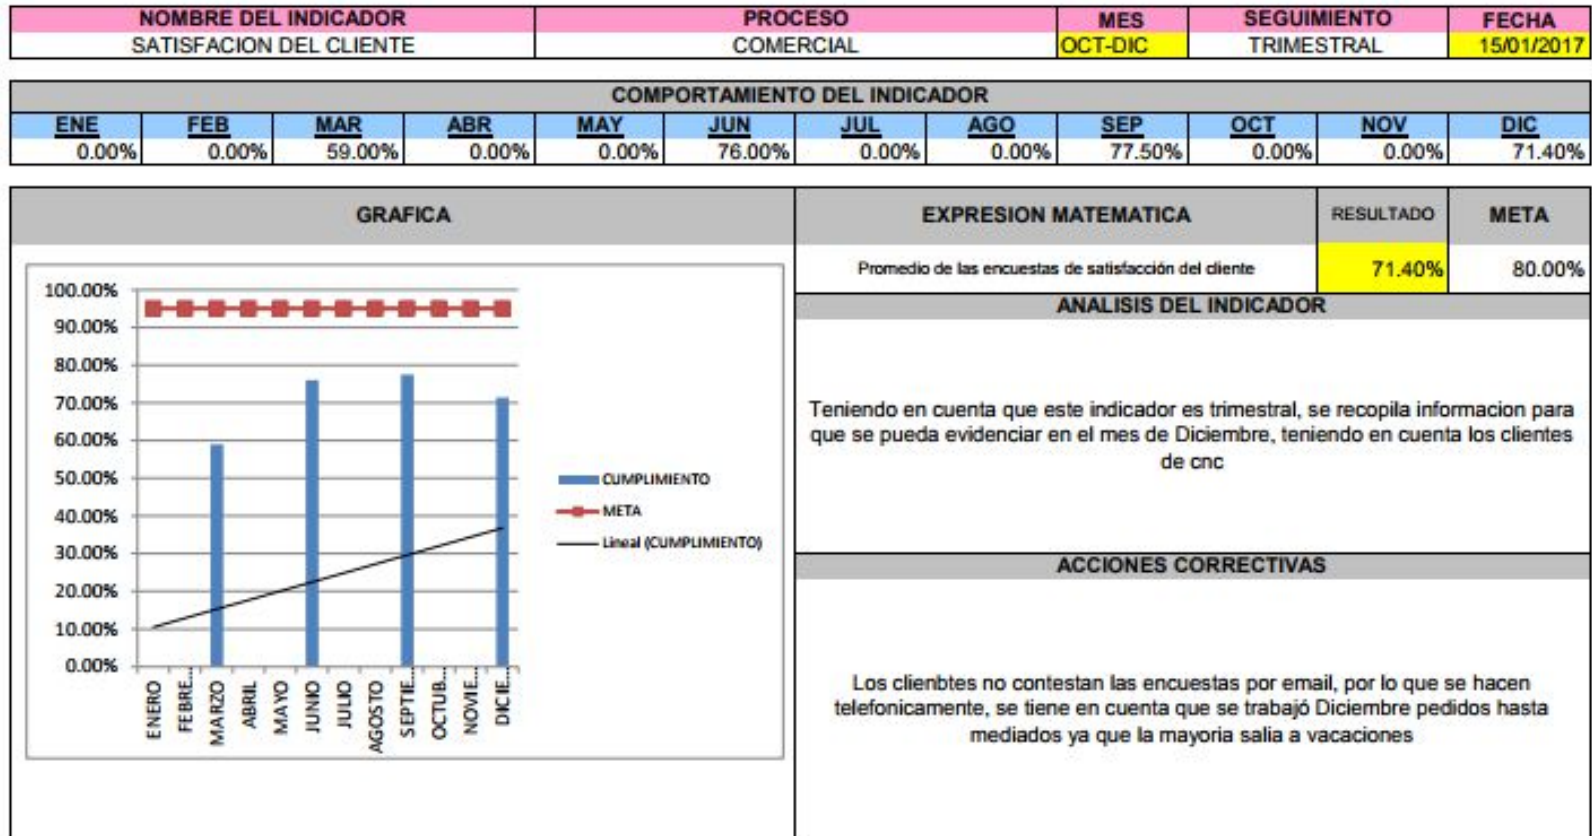 NOMBRE DEL INDICADOR PROCESO MES SEGUIMIENTO FECHA
SATISFACION DEL CLIENTE COMERCIAL OCT-DIC TRIMESTRAL 15/01/2017
COMPORTAMIENTO DEL INDICADOR
ENE FEB MAR ABR MAY JUN JUL AGO SEP OCT NOV DIC
0.00% 0.00% 59.00% 0.00% 0.00% 76.00% 0.00% 0.00% 77.50% 0.00% 0.00% 71.40%
GRAFICA
100.00%
90.00%
80.00%
70.00%
60.00%
50.00%
40.00%
30.00%
20.00%
10.00%
0.00%
ENERO
FEBRE...
MARZO
ABRIL
MAYO
JUNIO
JULIO
AGOSTO
SEPTIE...
OCTUB...
NOVIE...
DICIE...
CUMPLIMIENTO
META
Lineal (CUMPLIMIENTO)
EXPRESION MATEMATICA RESULTADO META
Promedio de las encuestas de satisfacción del cliente 71.40% 80.00%
ANALISIS DEL INDICADOR
Teniendo en cuenta que este indicador es trimestral, se recopila informacion para
que se pueda evidenciar en el mes de Diciembre, teniendo en cuenta los clientes
de cnc
ACCIONES CORRECTIVAS
Los clienbtes no contestan las encuestas por email, por lo que se hacen
telefonicamente, se tiene en cuenta que se trabajó Diciembre pedidos hasta
mediados ya que la mayoria salia a vacaciones